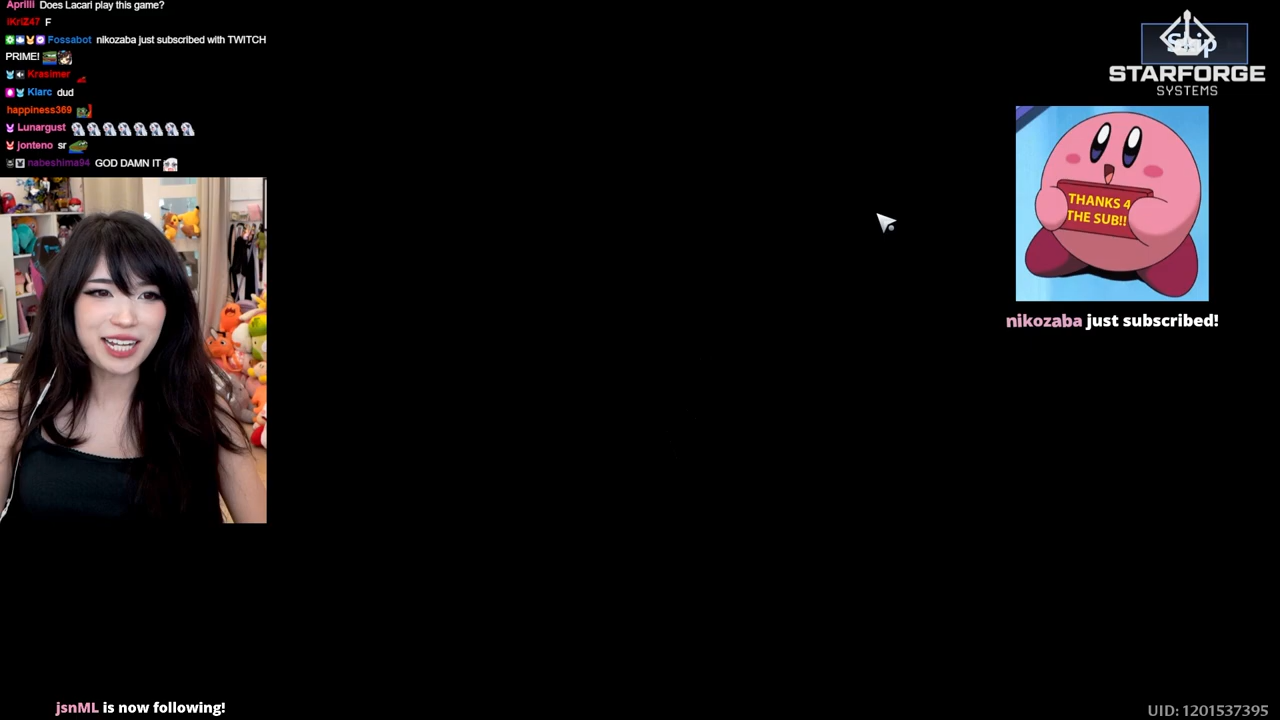 Aprilli Does Lacari play this game?
iKriZ47 F
Fossabot nikozaba just subscribed with TWITCH
PRIME!
Krasimer
Klarc dud
happiness369
Lunargust
jonteno sr
nabeshima94 GOD DAMN IT
Skip
STARFORGE
SYSTEMS
THANKS 4
THE SUB!!
nikozaba just subscribed!
jsnML is now following!
UID: 1201537395